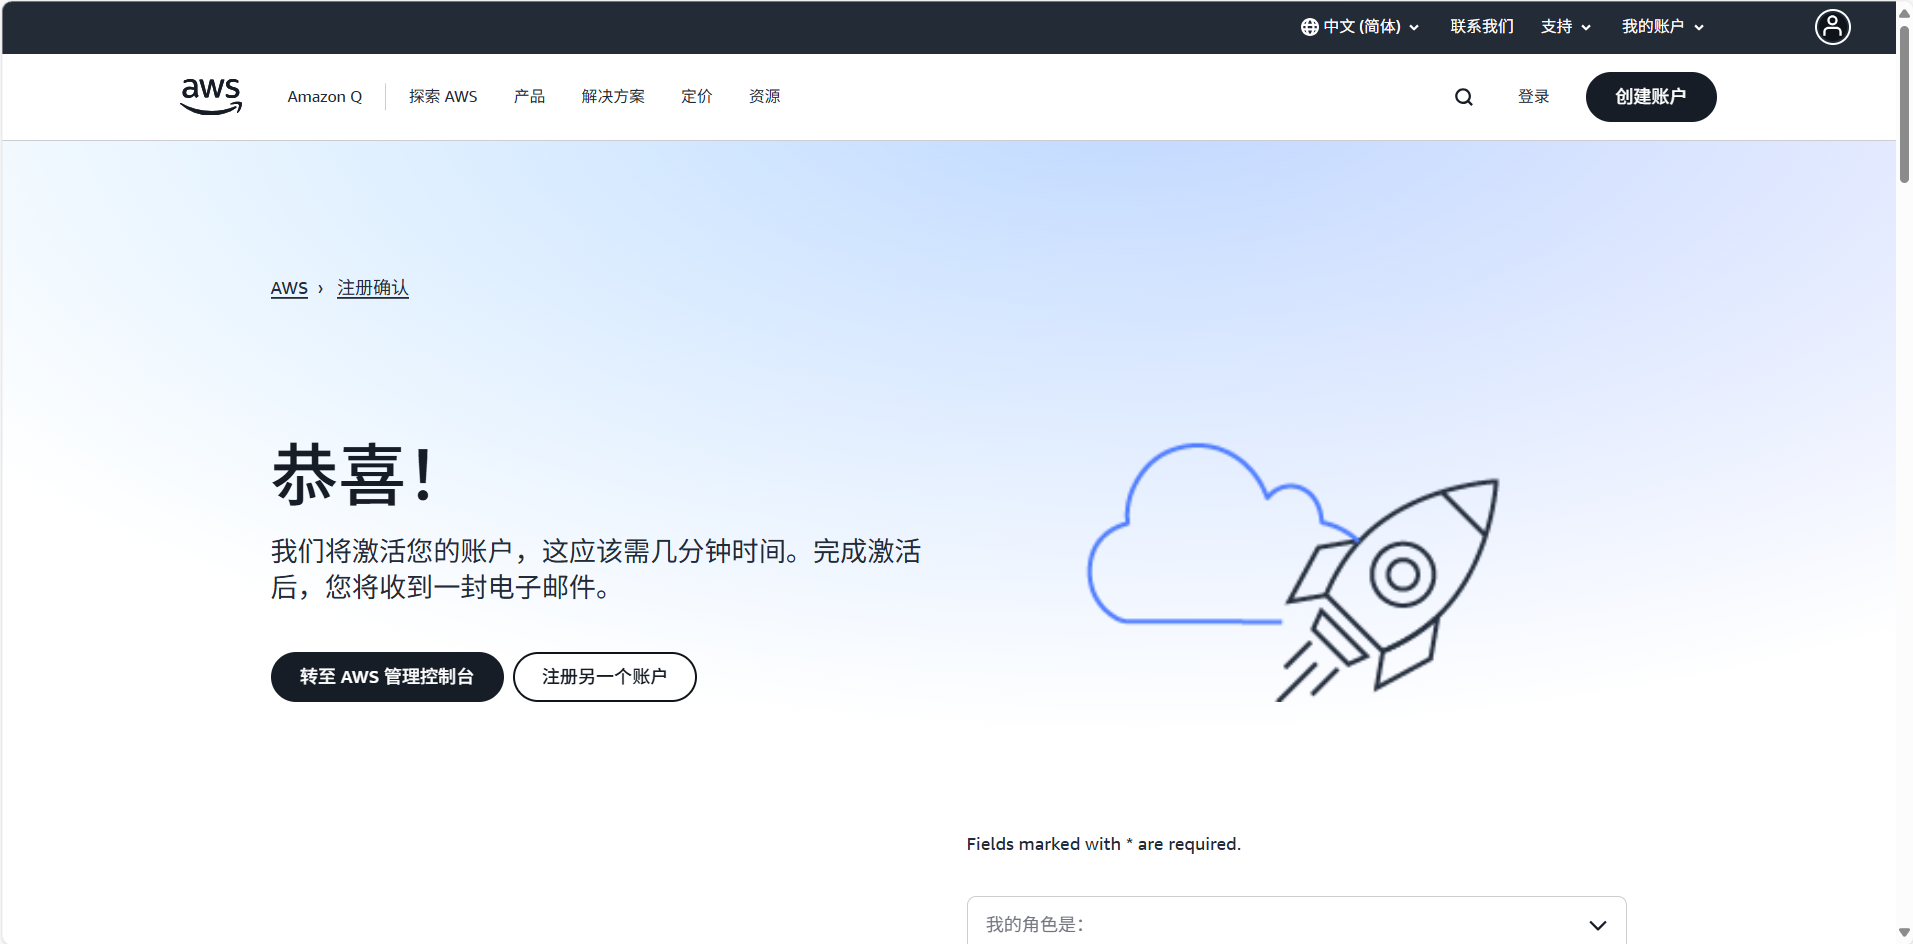 中文 (简体) 联系我们 支持 我的账户
aws Amazon Q 探索 AWS 产品 解决方案 定价 资源 登录 创建账户
AWS › 注册确认
恭喜！
我们将激活您的账户，这应该需几分钟时间。完成激活
后，您将收到一封电子邮件。
转至 AWS 管理控制台 注册另一个账户
Fields marked with * are required.
我的角色是：